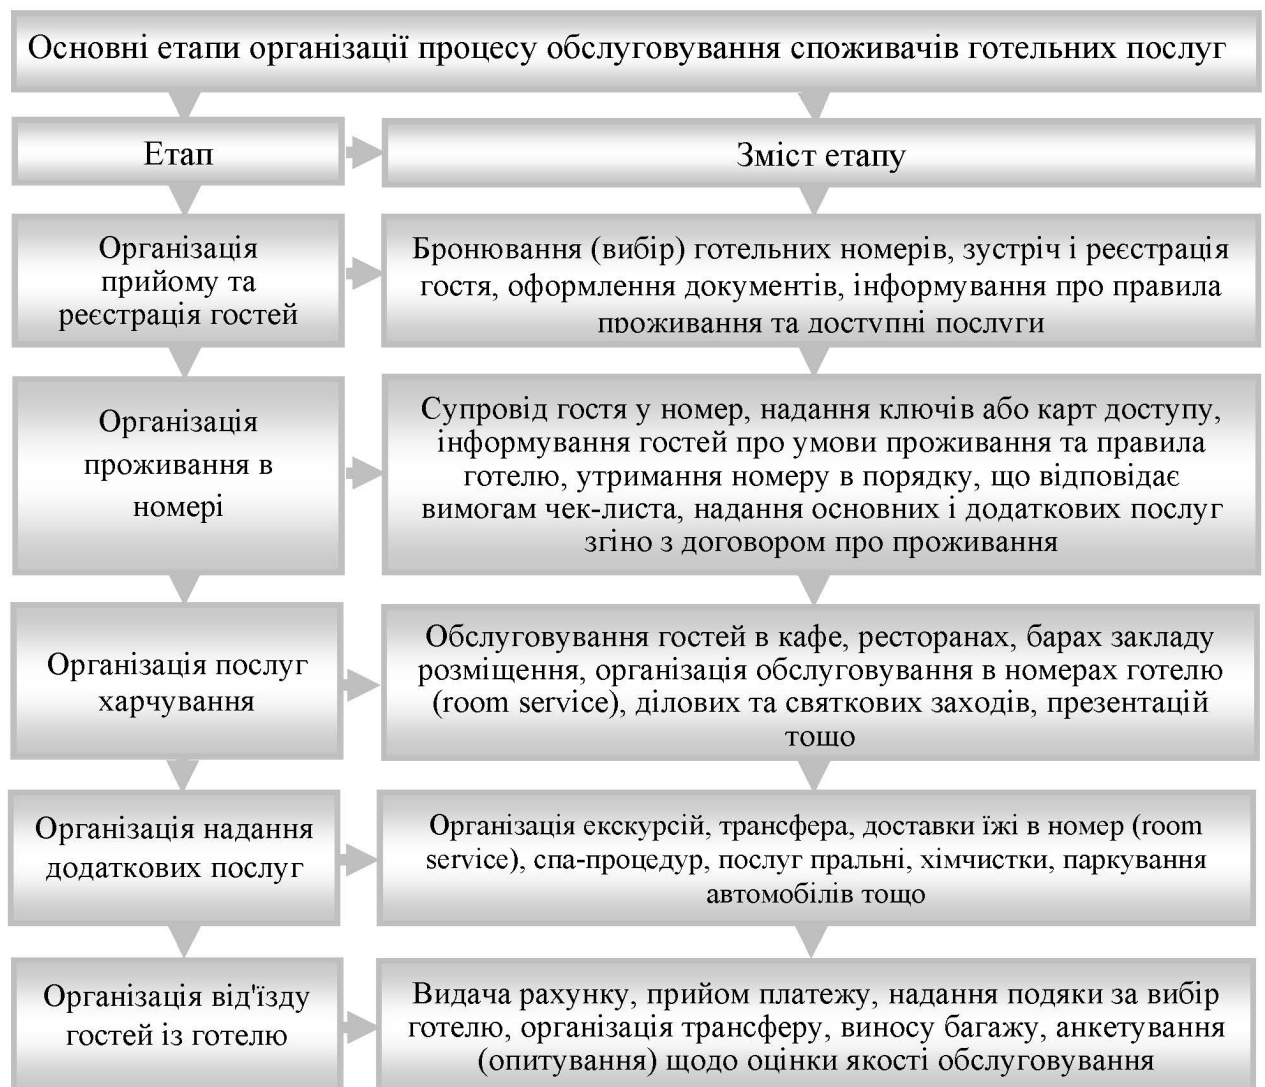 Основні етапи організації процесу обслуговування споживачів готельних послуг
Етап
Зміст етапу
Організація
прийому та
реєстрація гостей
Бронювання (вибір) готельних номерів, зустріч і реєстрація
гостя, оформлення документів, інформування про правила
проживання та доступні послуги
Організація
проживання в
номері
Супровід гостя у номер, надання ключів або карт доступу,
інформування гостей про умови проживання та правила
готелю, утримання номеру в порядку, що відповідає
вимогам чек-листа, надання основних і додаткових послуг
згіно з договором про проживання
Організація послуг
харчування
Обслуговування гостей в кафе, ресторанах, барах закладу
розміщення, організація обслуговування в номерах готелю
(room service), ділових та святкових заходів, презентацій
тощо
Організація надання
додаткових послуг
Організація екскурсій, трансфера, доставки їжі в номер (room
service), спа-процедур, послуг пральні, хімчистки, паркування
автомобілів тощо
Організація від'їзду
гостей із готелю
Видача рахунку, прийом платежу, надання подяки за вибір
готелю, організація трансферу, виносу багажу, анкетування
(опитування) щодо оцінки якості обслуговування